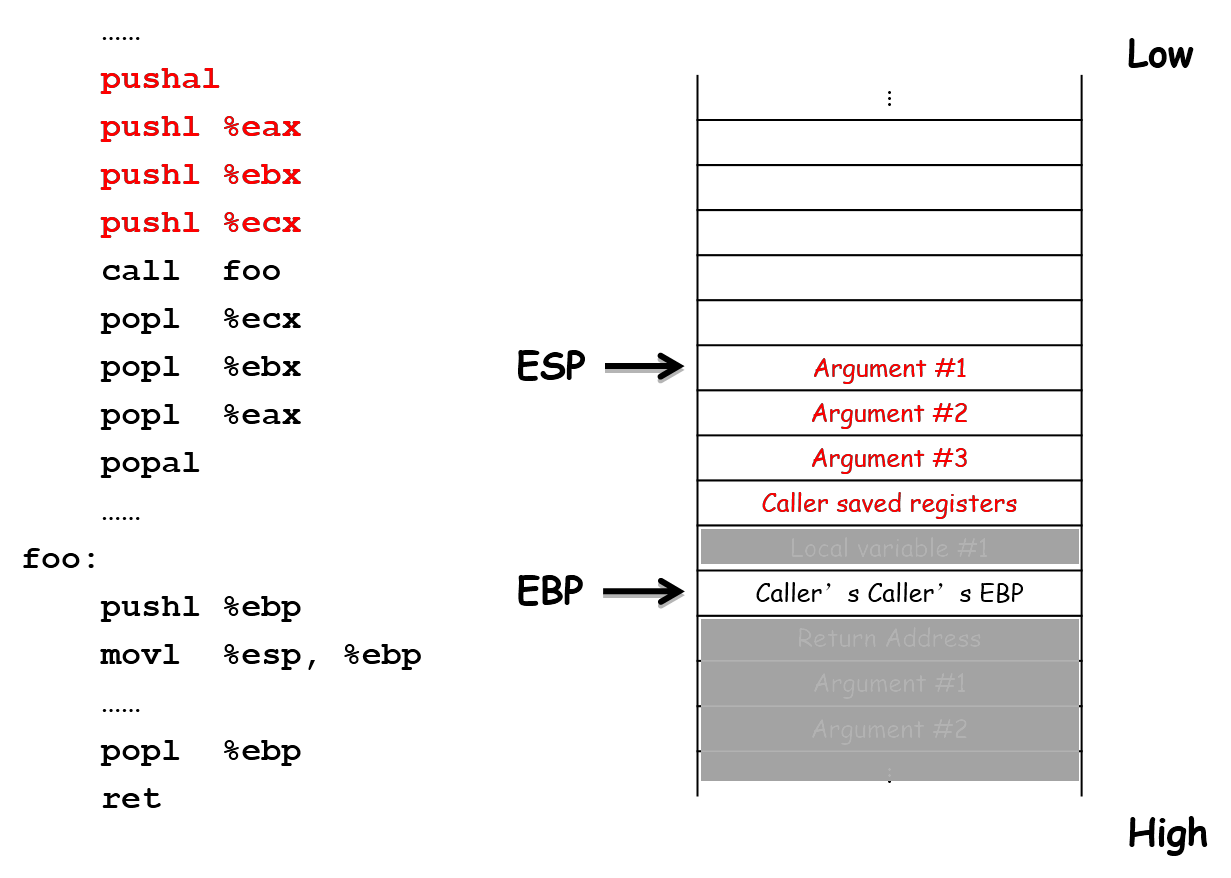 ……
pushal
pushl %eax
pushl %ebx
pushl %ecx
call foo
popl %ecx
popl %ebx
popl %eax
popal
……
foo:
pushl %ebp
movl %esp, %ebp
……
popl %ebp
ret
Low
⋮
ESP
Argument #1
Argument #2
Argument #3
Caller saved registers
Local variable #1
EBP
Caller’s Caller’s EBP
Return Address
Argument #1
Argument #2
⋮
High